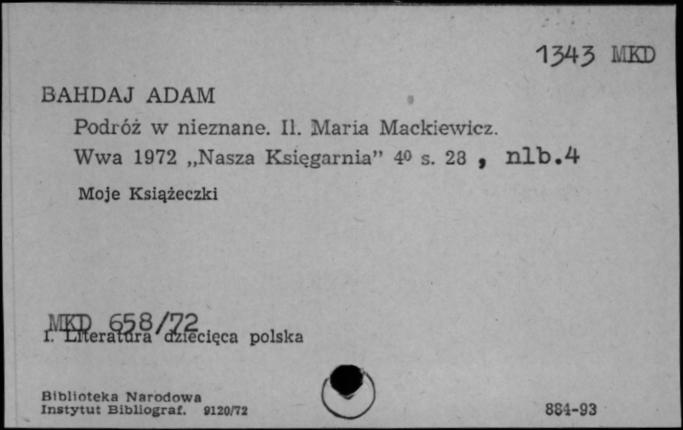 1343 MKD
BAHDAJ ADAM
Podróż w nieznane. Il. Maria Mackiewicz.
Wwa 1972 „Nasza Księgarnia” 4⁰ s. 28 , nlb.4
Moje Książeczki
MKD 658/72
I. Literatura dziecięca polska
Biblioteka Narodowa
Instytut Bibliograf. 9120/72
884-93